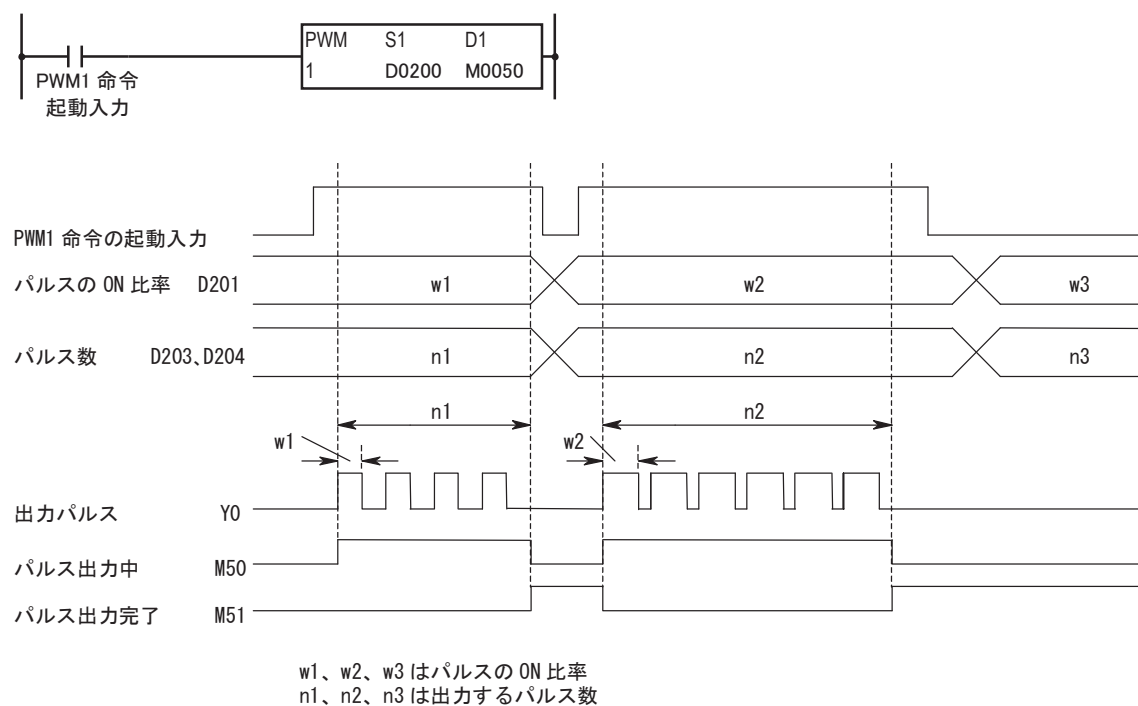 PWM S1 D1
1 D0200 M0050
PWM1 命令
起動入力
PWM1 命令の起動入力
パルスの ON 比率 D201 w1 w2 w3
パルス数 D203、D204 n1 n2 n3
n1 n2
w1 w2
出力パルス Y0
パルス出力中 M50
パルス出力完了 M51
w1、w2、w3 はパルスの ON 比率
n1、n2、n3 は出力するパルス数